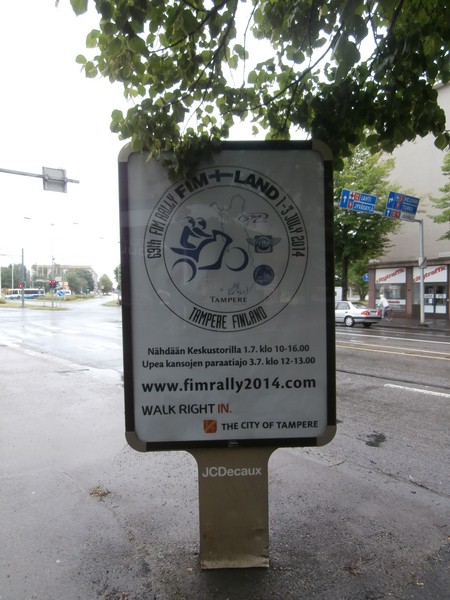 69th FIM RALLY FIM+LAND 1-3 JULY 2014
TAMPERE
TAMPERE FINLAND
Nähdään Keskustorilla 1.7. klo 10-16.00
Upea kansojen paraatiajo 3.7. klo 12-13.00
www.fimrally2014.com
WALK RIGHT IN.
THE CITY OF TAMPERE
JCDecaux